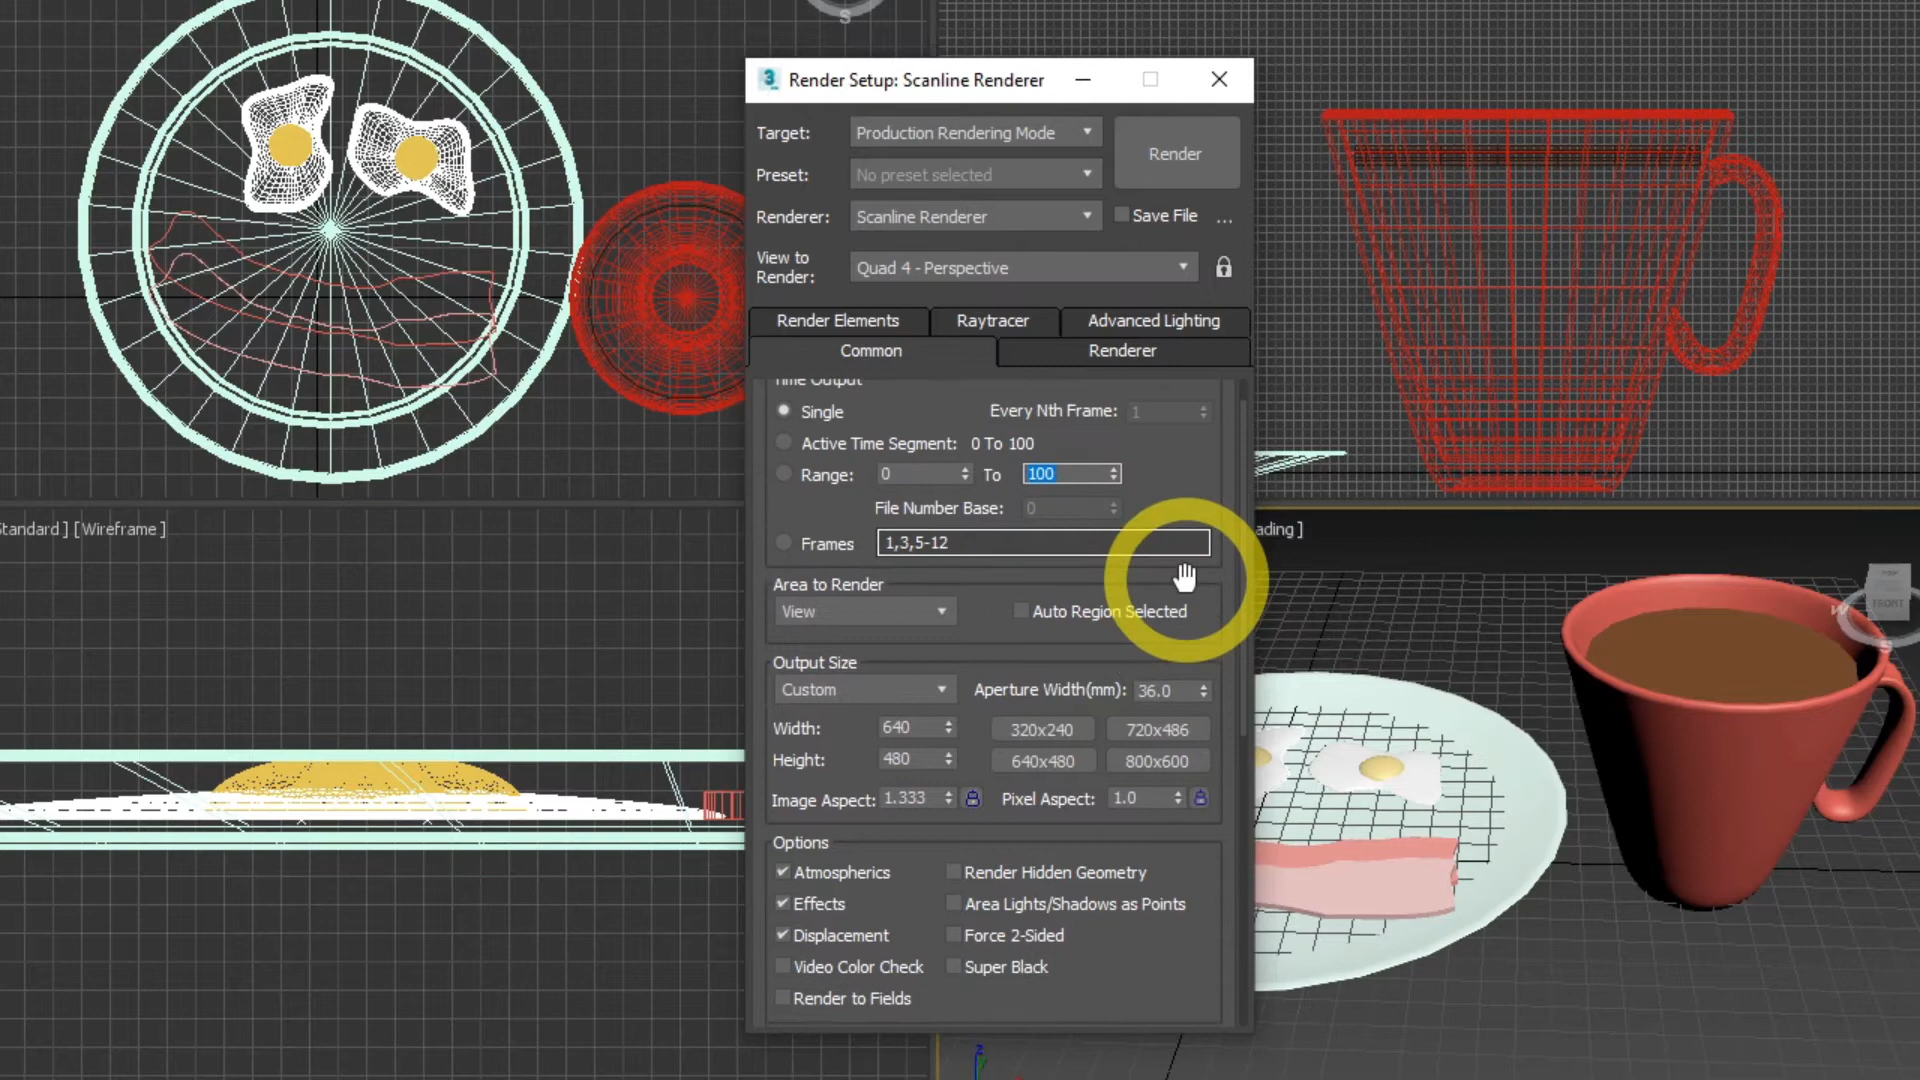 S
3 Render Setup: Scanline Renderer
Target: Production Rendering Mode
Render
Preset: No preset selected
Renderer: Scanline Renderer
Save File ...
View to Render: Quad 4 - Perspective
Render Elements Raytracer Advanced Lighting
Common Renderer
Time Output
Single Every Nth Frame: 1
Active Time Segment: 0 To 100
Range: 0 To 100
File Number Base: 0
Frames 1,3,5-12
Standard ] [Wireframe ]
ading ]
Area to Render
View Auto Region Selected
FRONT
W
S
Output Size
Custom Aperture Width(mm): 36.0
Width: 640 320x240 720x486
Height: 480 640x480 800x600
Image Aspect: 1.333 Pixel Aspect: 1.0
Options
Atmospherics Render Hidden Geometry
Effects Area Lights/Shadows as Points
Displacement Force 2-Sided
Video Color Check Super Black
Render to Fields
z